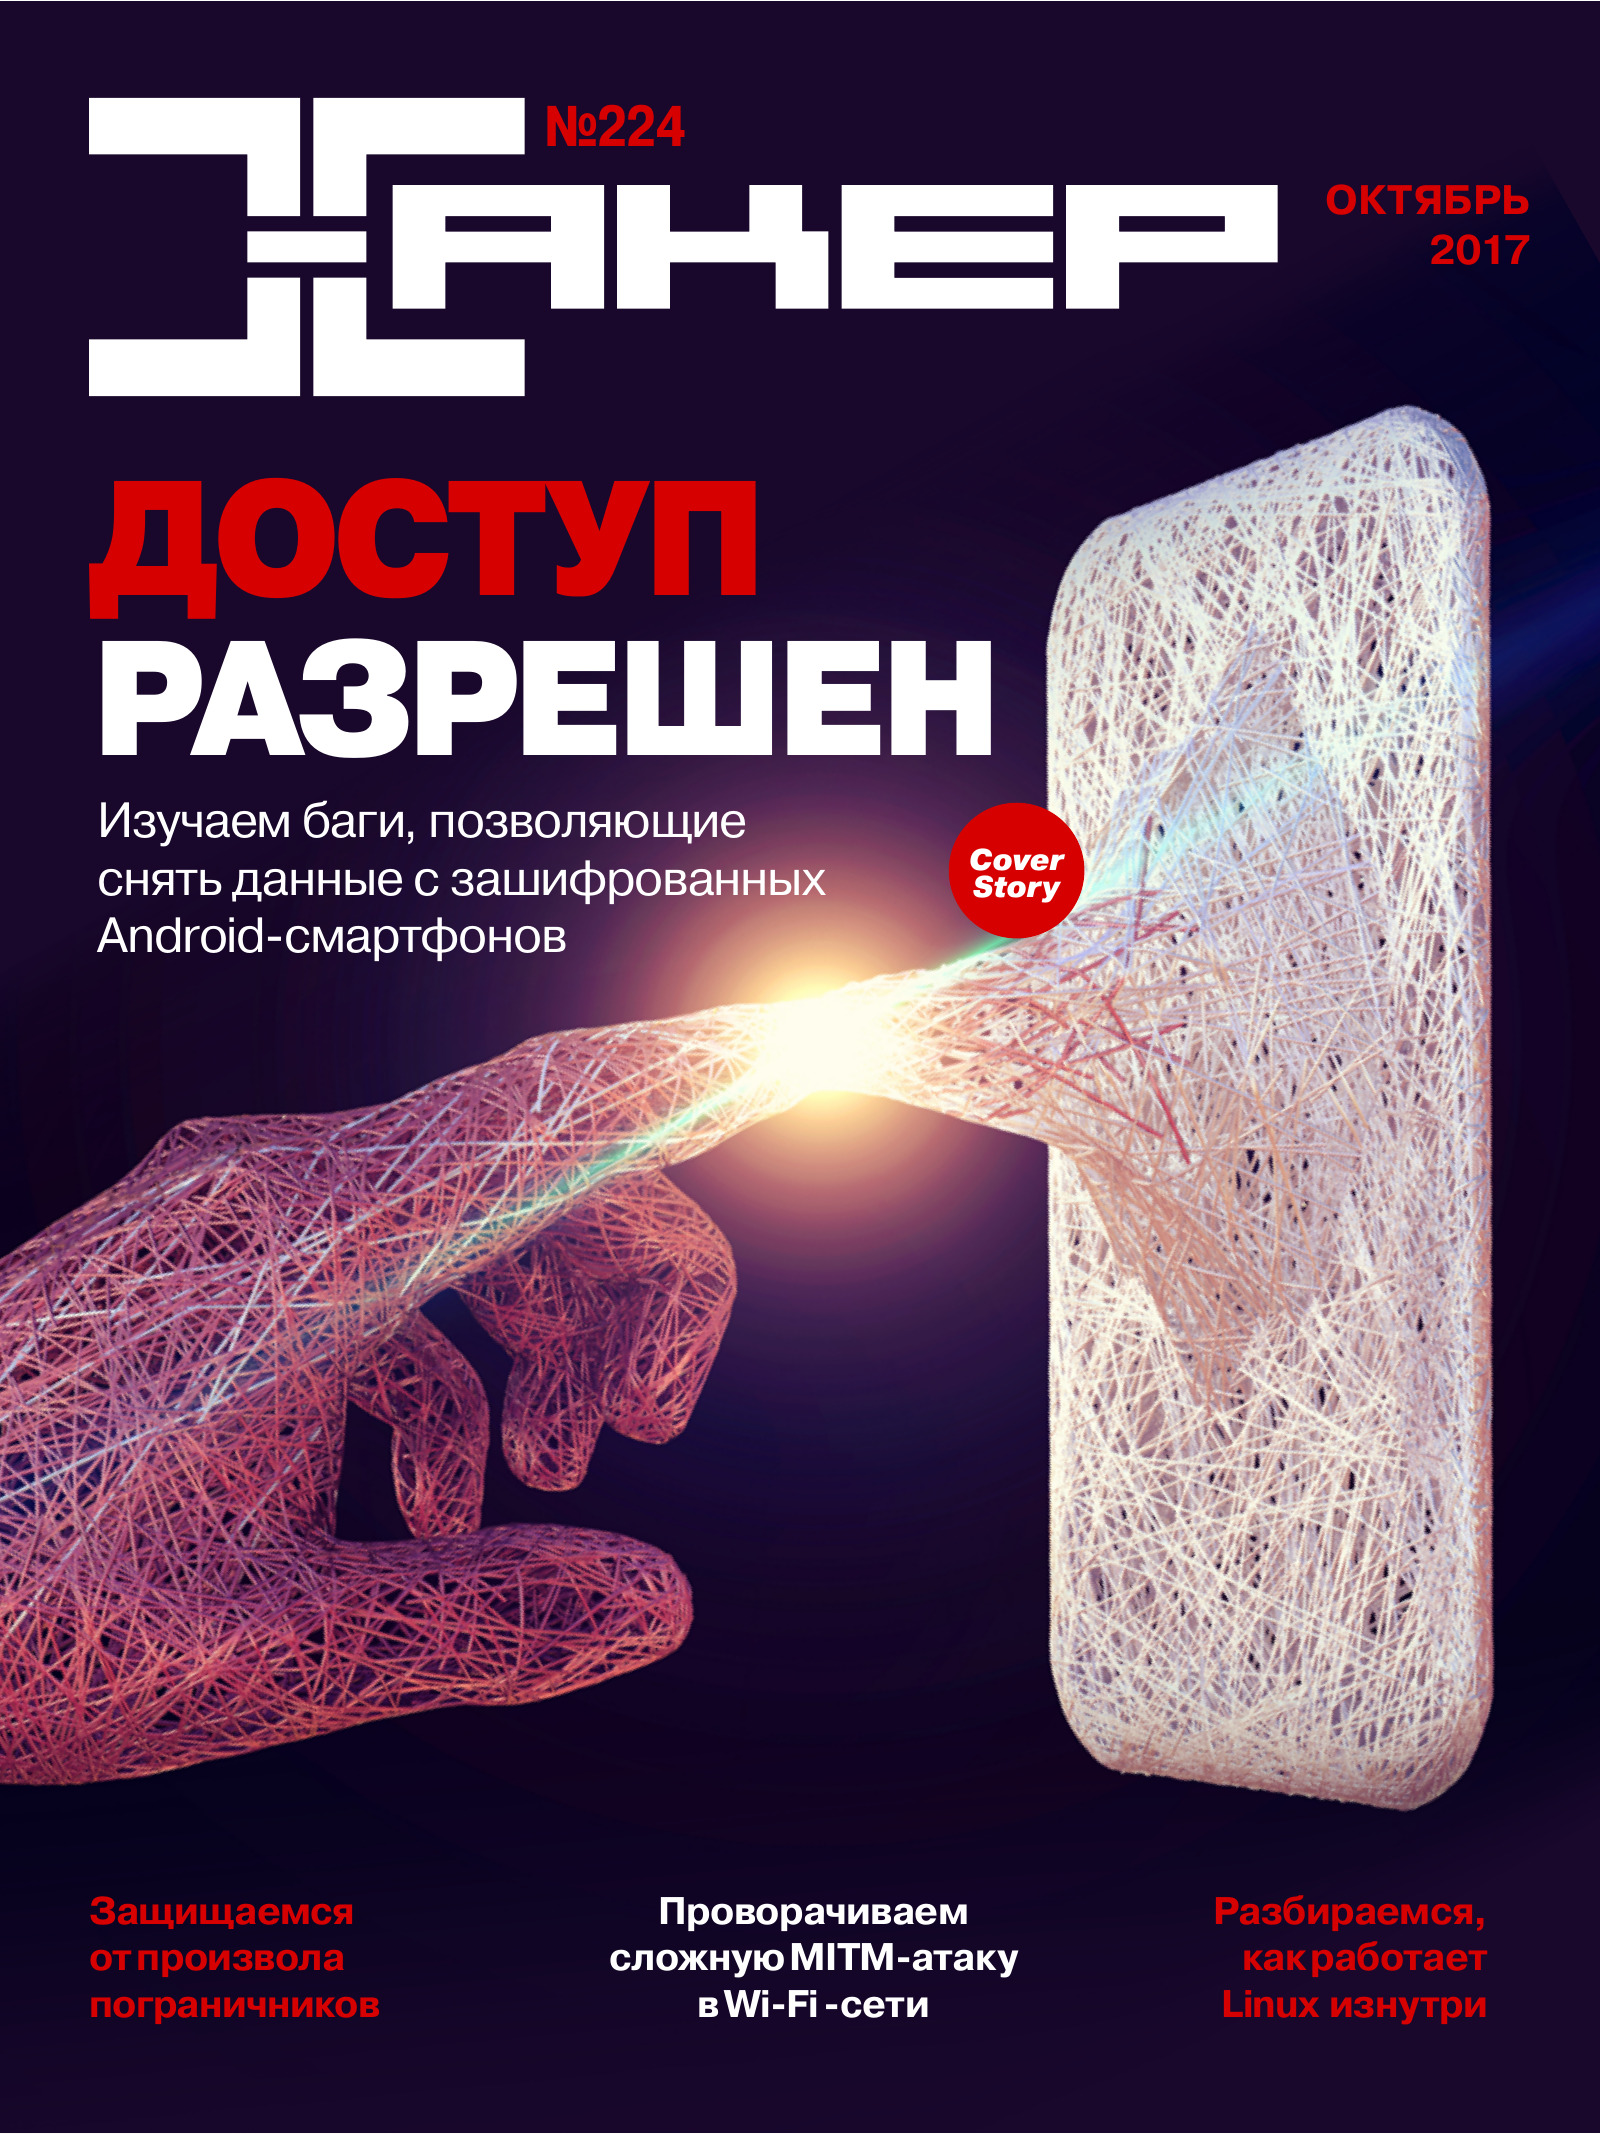 №224
ХАКЕР
ОКТЯБРЬ
2017
ДОСТУП
РАЗРЕШЕН
Изучаем баги, позволяющие
снять данные с зашифрованных
Android-смартфонов
Cover
Story
Защищаемся
от произвола
пограничников
Проворачиваем
сложную MITM-атаку
в Wi-Fi-сети
Разбираемся,
как работает
Linux изнутри